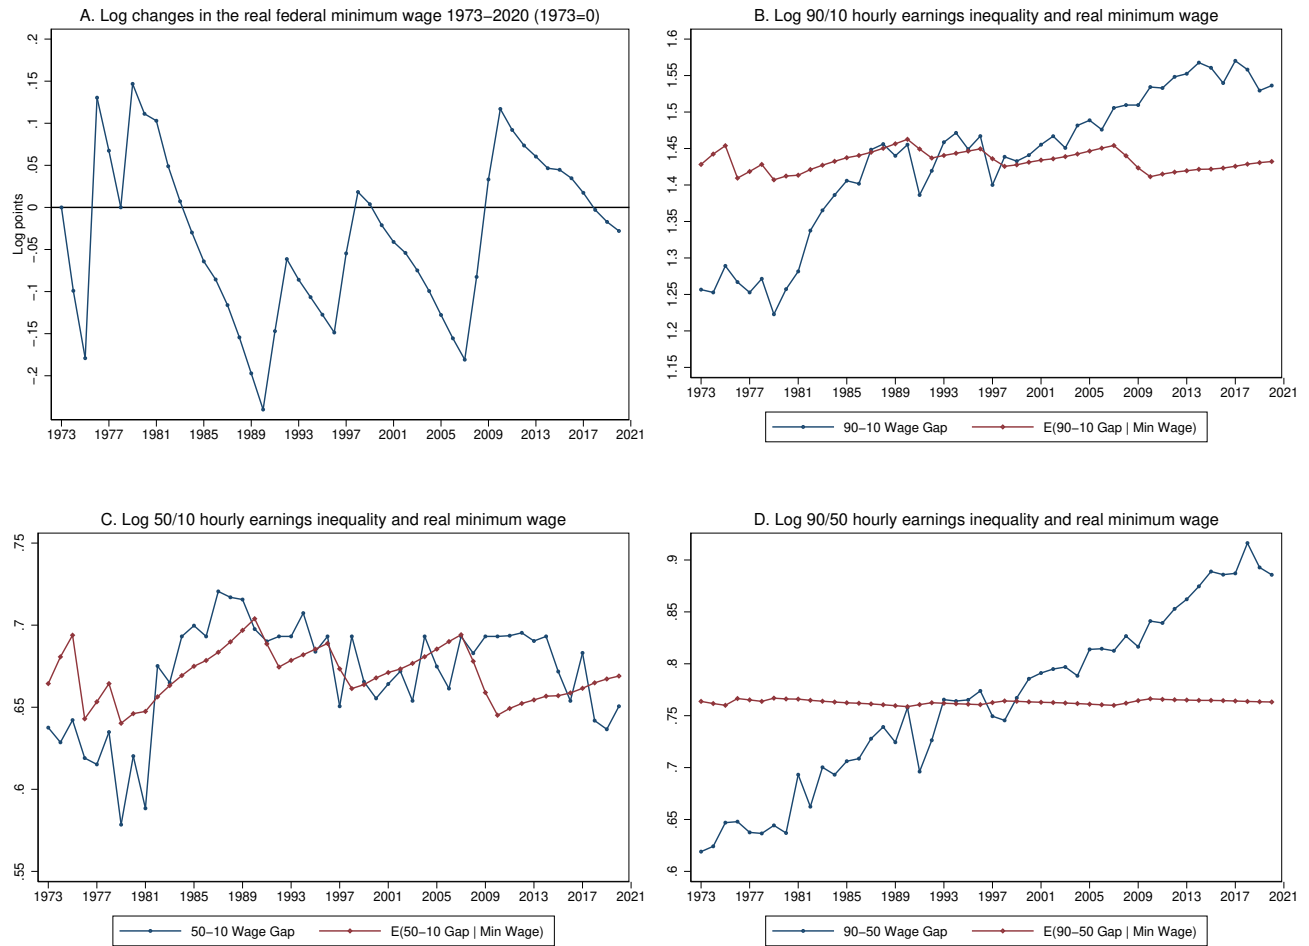 A. Log changes in the real federal minimum wage 1973−2020 (1973=0)
Log points
.2
.15
.1
.05
0
−.05
−.1
−.15
−.2
1973 1977 1981 1985 1989 1993 1997 2001 2005 2009 2013 2017 2021
B. Log 90/10 hourly earnings inequality and real minimum wage
1.6
1.55
1.5
1.45
1.4
1.35
1.3
1.25
1.2
1.15
1973 1977 1981 1985 1989 1993 1997 2001 2005 2009 2013 2017 2021
90−10 Wage Gap E(90−10 Gap | Min Wage)
C. Log 50/10 hourly earnings inequality and real minimum wage
.75
.7
.65
.6
.55
1973 1977 1981 1985 1989 1993 1997 2001 2005 2009 2013 2017 2021
50−10 Wage Gap E(50−10 Gap | Min Wage)
D. Log 90/50 hourly earnings inequality and real minimum wage
.9
.85
.8
.75
.7
.65
.6
1973 1977 1981 1985 1989 1993 1997 2001 2005 2009 2013 2017 2021
90−50 Wage Gap E(90−50 Gap | Min Wage)